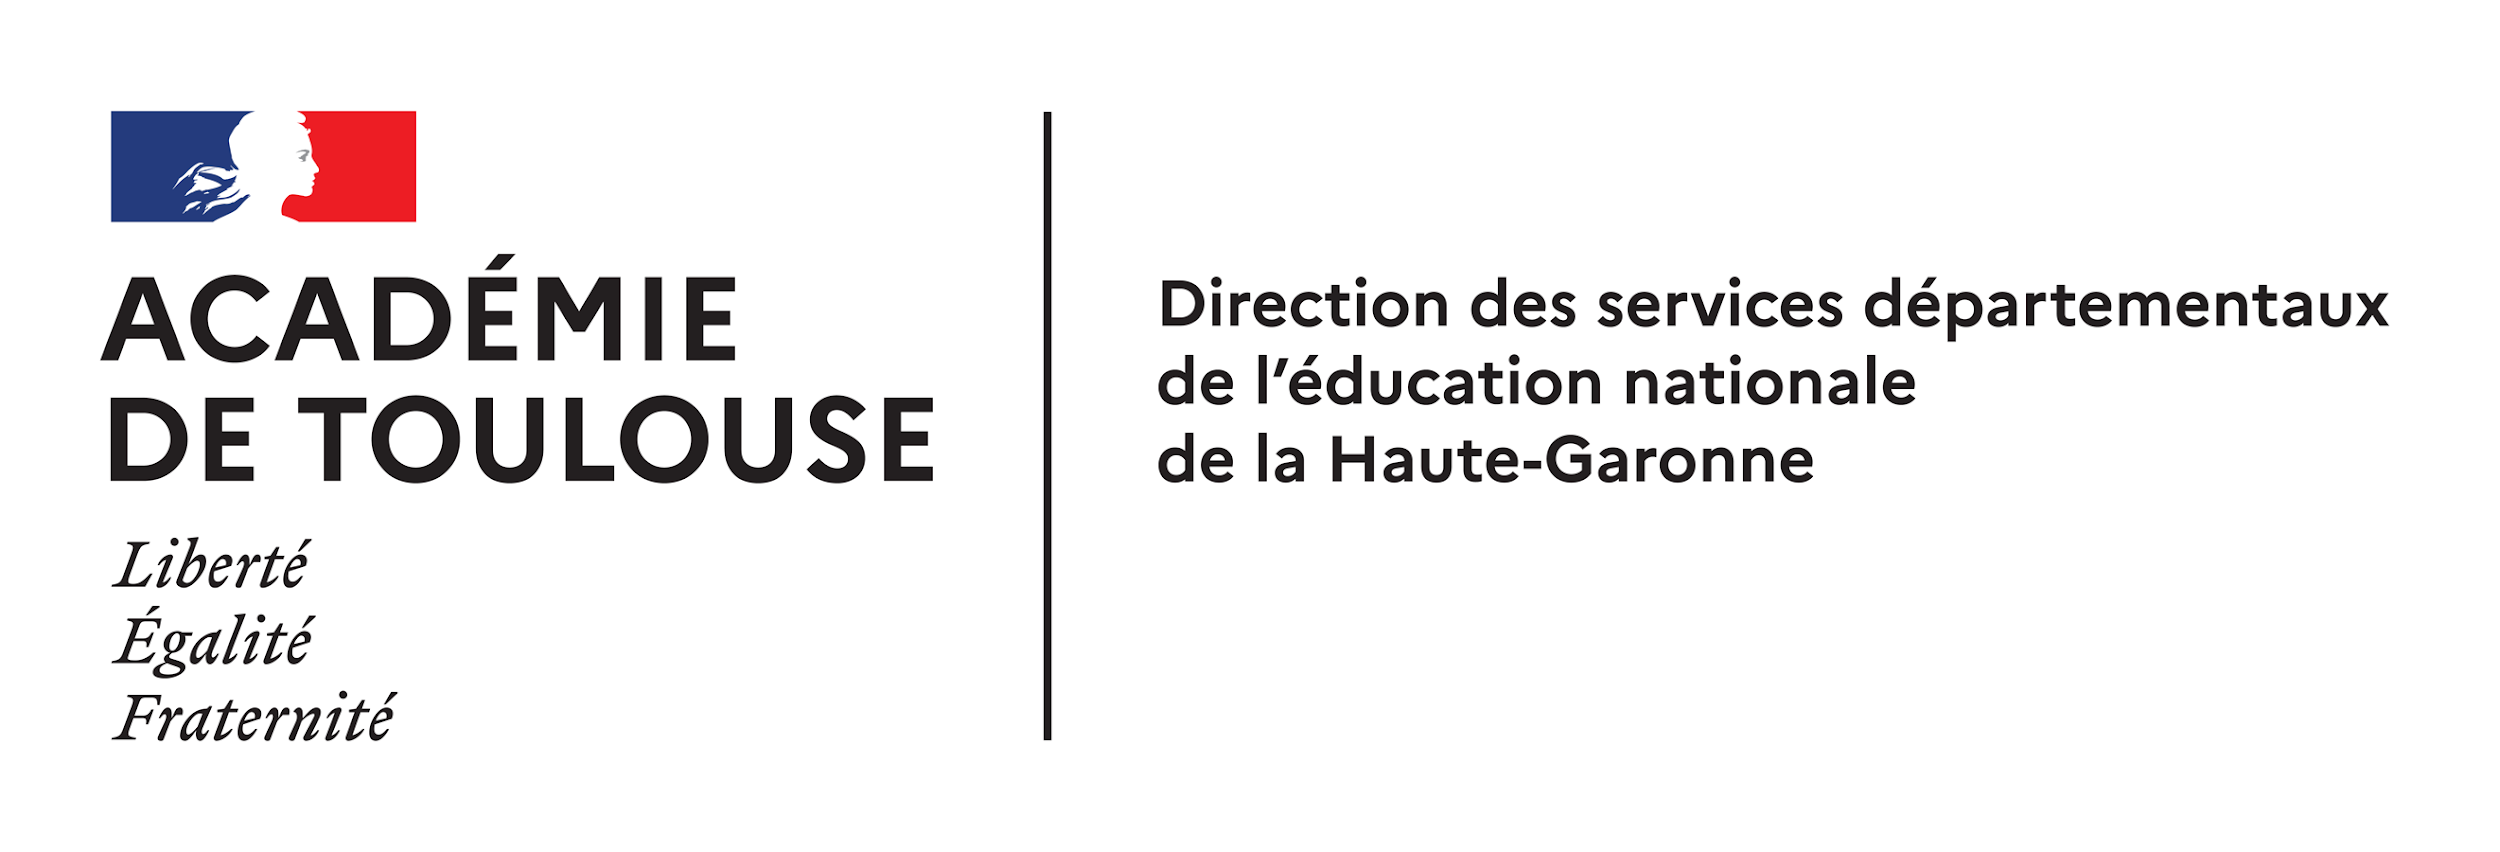 ACADÉMIE
DE TOULOUSE
Liberté
Égalité
Fraternité
Direction des services départementaux
de l'éducation nationale
de la Haute-Garonne